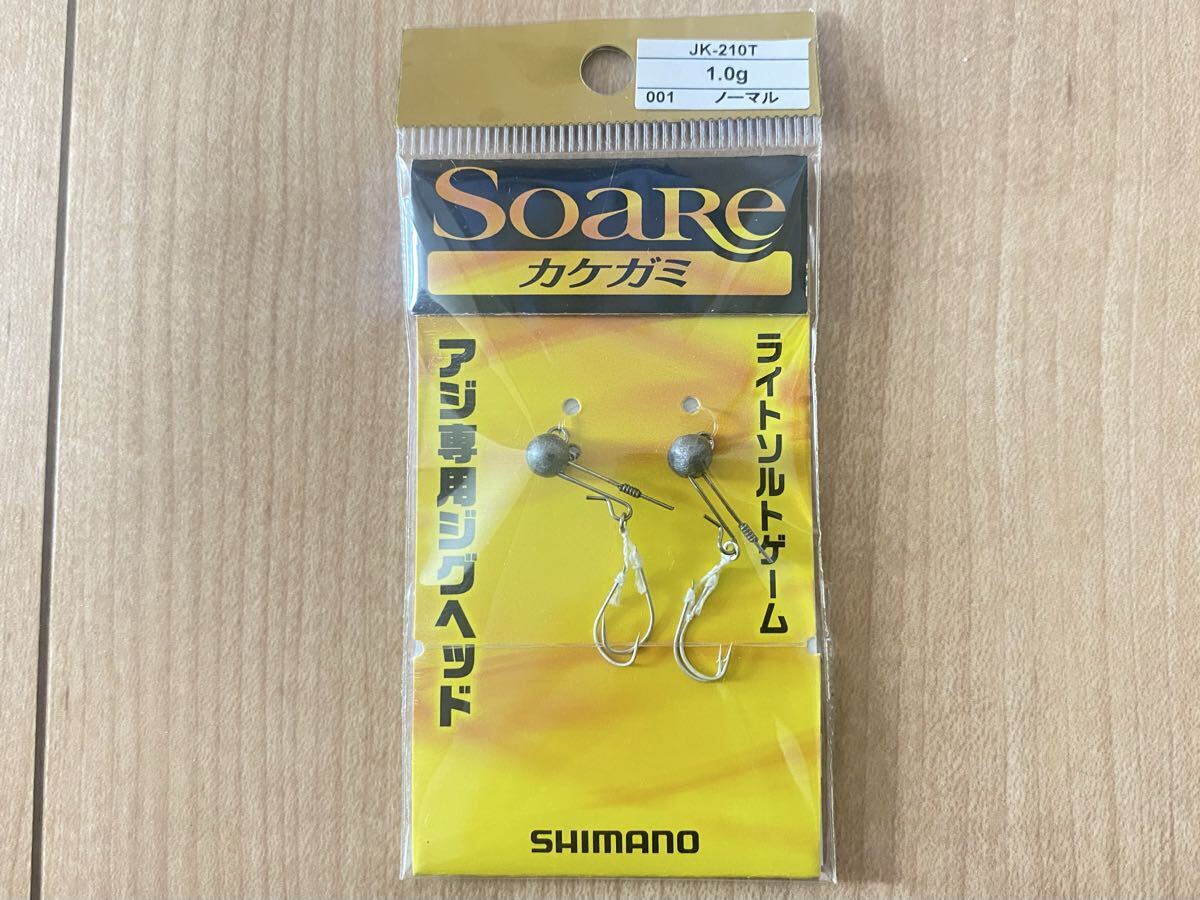 JK-210T
1.0g
001 ノーマル
SOARE
カケガミ
アジ専用ジグヘッド
ライトソルトゲーム
SHIMANO